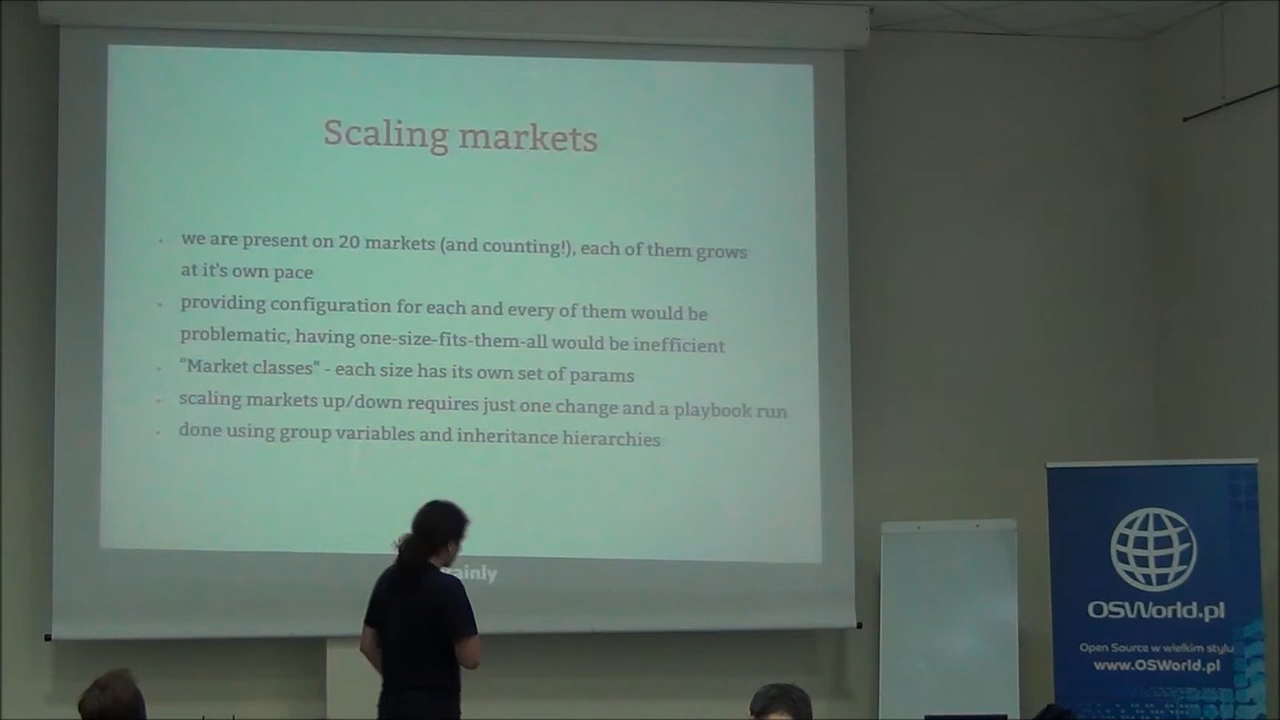 Scaling markets
we are present on 20 markets (and counting!), each of them grows
at it's own pace
providing configuration for each and every of them would be
problematic, having one-size-fits-them-all would be inefficient
"Market classes" - each size has its own set of params
scaling markets up/down requires just one change and a playbook run
done using group variables and inheritance hierarchies
OSWorld.pl
Open Source w wielkim stylu
www.OSWorld.pl